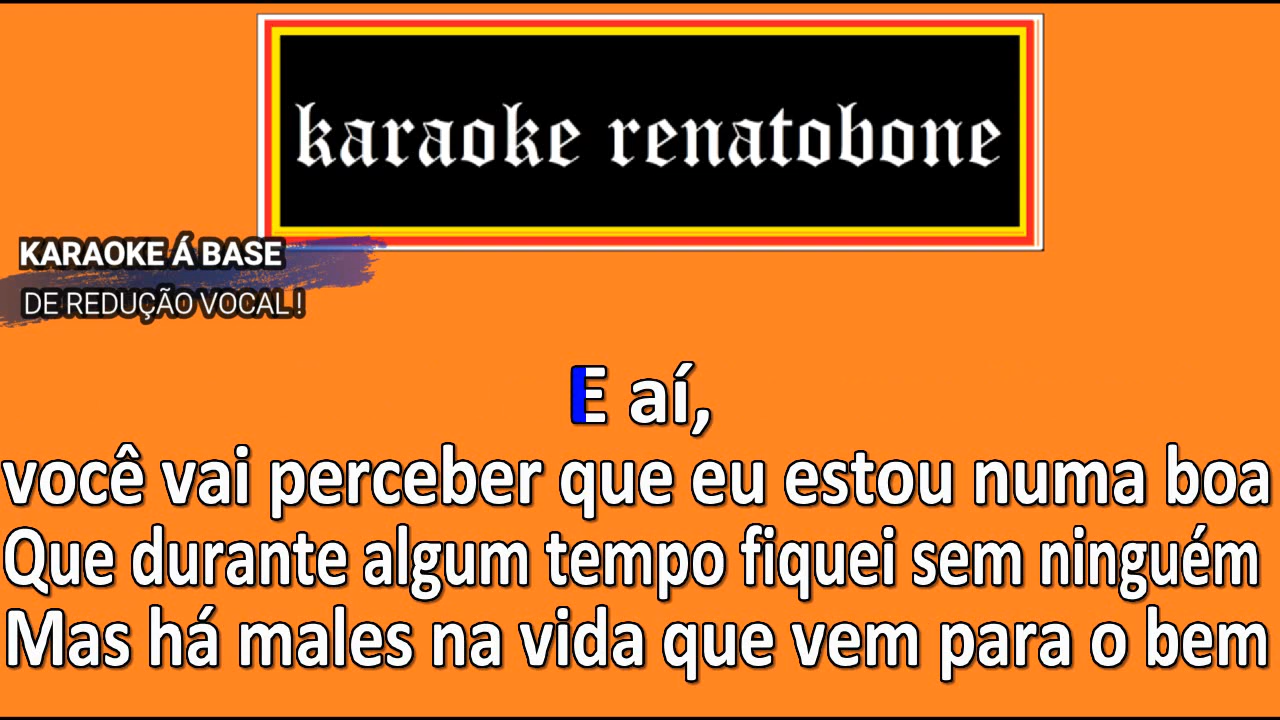 karaoke renatobone
KARAOKE Á BASE
DE REDUÇÃO VOCAL !
E aí,
você vai perceber que eu estou numa boa
Que durante algum tempo fiquei sem ninguém
Mas há males na vida que vem para o bem